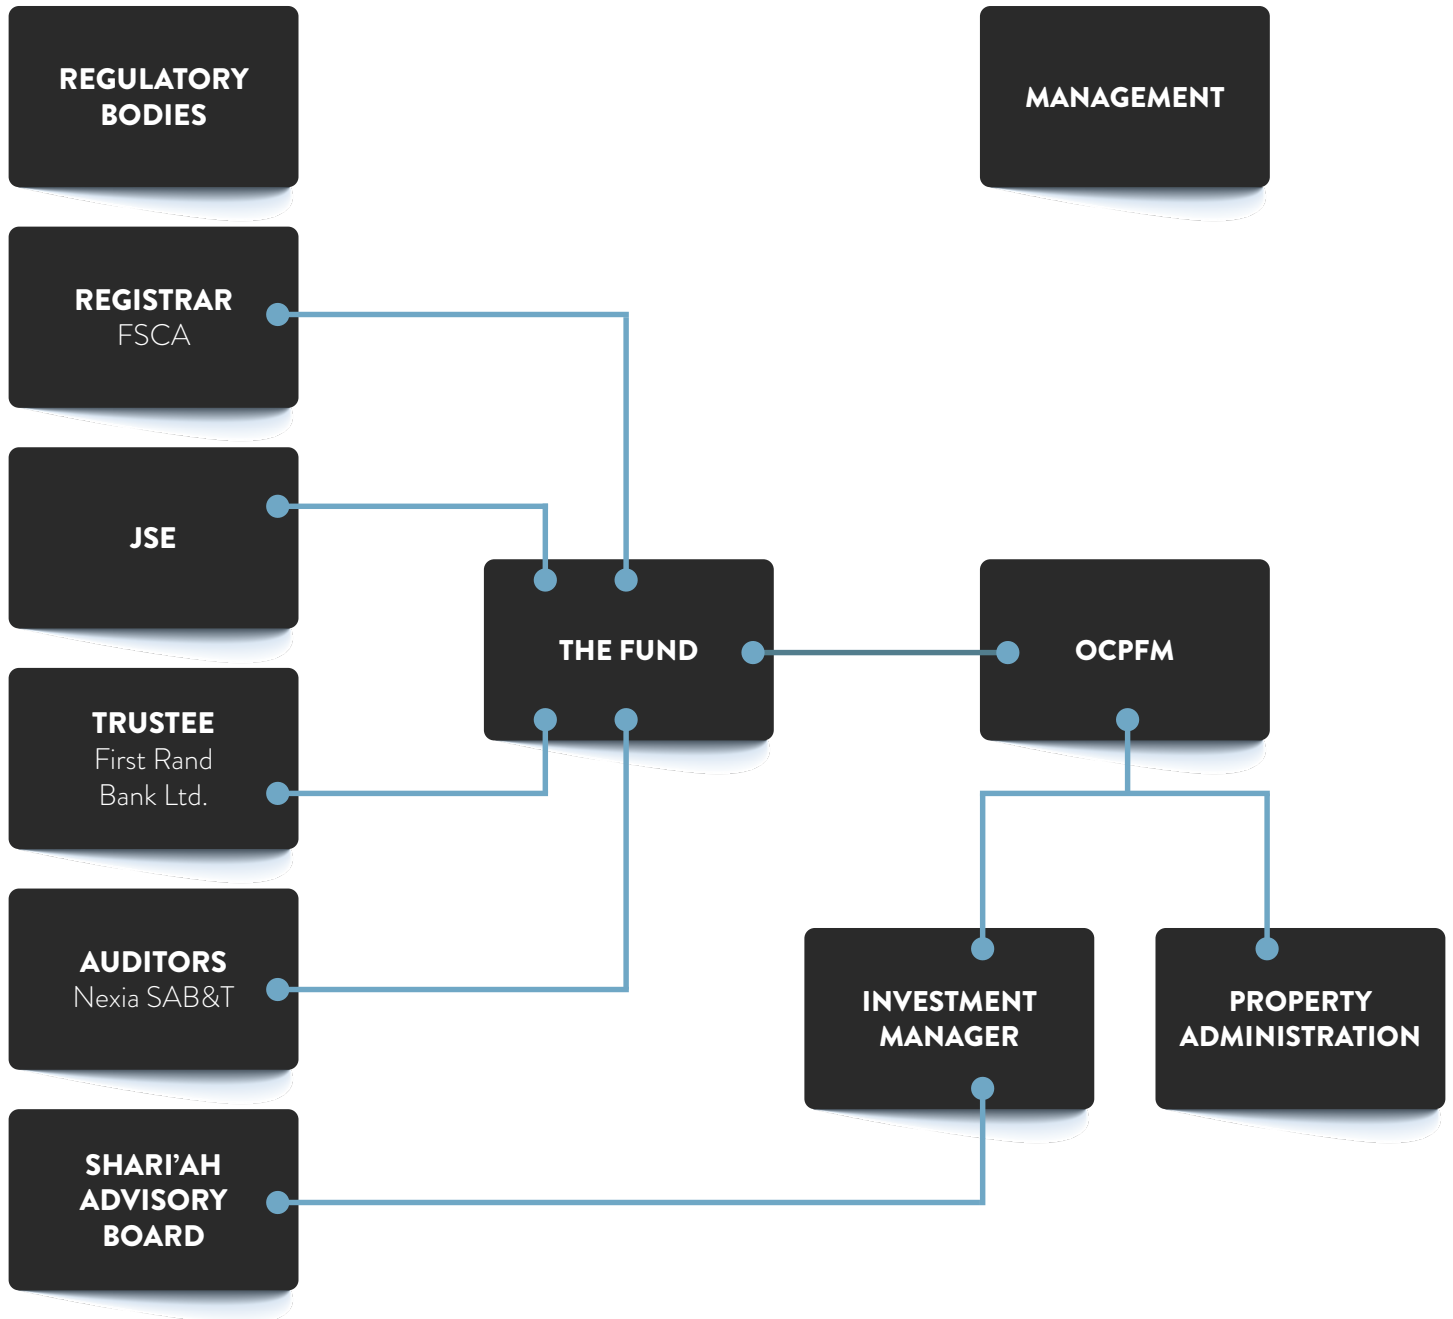 REGULATORY
BODIES
MANAGEMENT
REGISTRAR
FSCA
JSE
THE FUND
OCPFM
TRUSTEE
First Rand
Bank Ltd.
AUDITORS
Nexia SAB&T
INVESTMENT
MANAGER
PROPERTY
ADMINISTRATION
SHARI’AH
ADVISORY
BOARD